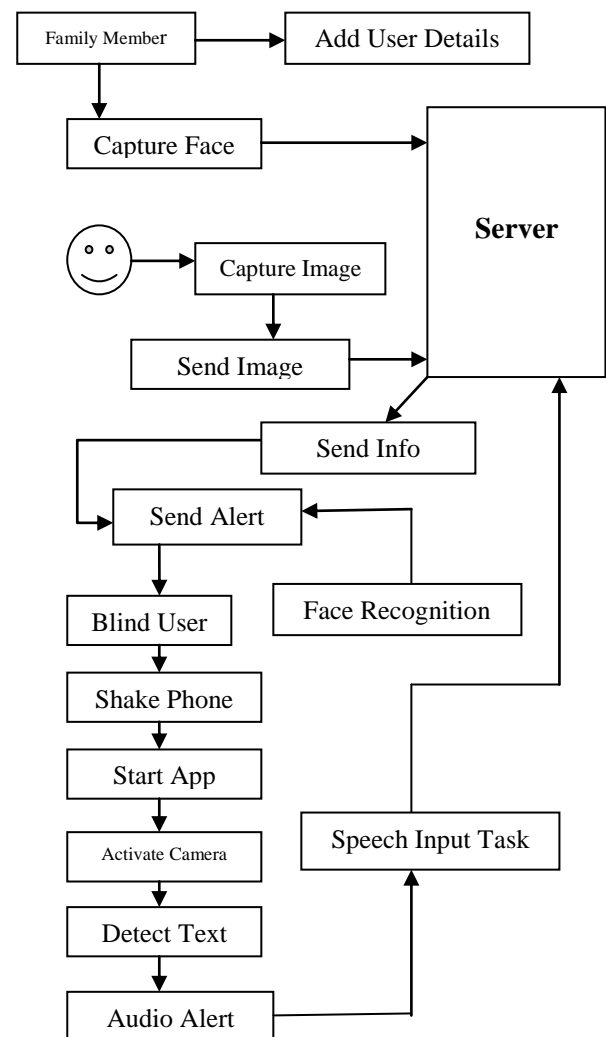 Family Member
Add User Details
Capture Face
Server
Capture Image
Send Image
Send Info
Send Alert
Face Recognition
Blind User
Shake Phone
Start App
Speech Input Task
Activate Camera
Detect Text
Audio Alert